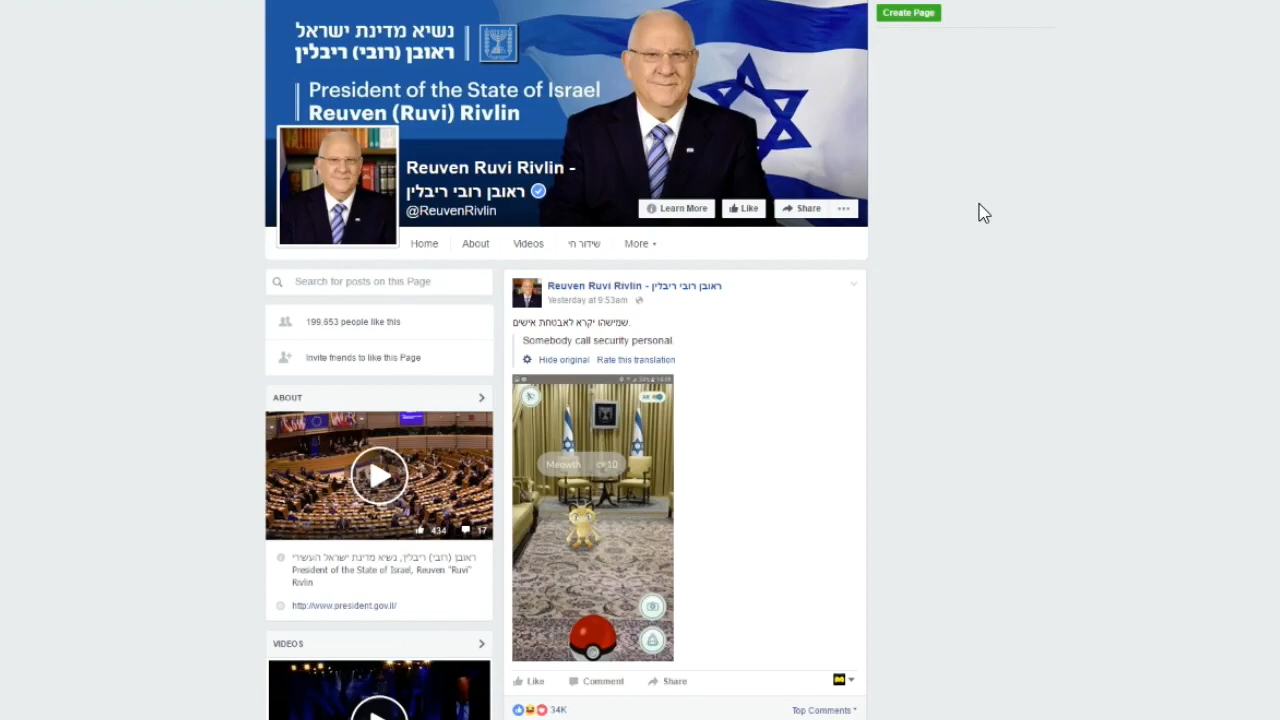 Create Page
נשיא מדינת ישראל
ראובן (רובי) ריבלין
President of the State of Israel
Reuven (Ruvi) Rivlin
Reuven Ruvi Rivlin -
ראובן רובי ריבלין
@ReuvenRivlin
Learn More
Like
Share
Home
About
Videos
שידור חי
More
Search for posts on this Page
199,653 people like this
Invite friends to like this Page
ABOUT
434
17
ראובן (רובי) ריבלין, נשיא מדינת ישראל העשירי
President of the State of Israel, Reuven "Ruvi"
Rivlin
http://www.president.gov.il/
VIDEOS
Reuven Ruvi Rivlin - ראובן רובי ריבלין
Yesterday at 9:53am
שמישהו יקרא לאבטחת אישים.
Somebody call security personal.
Hide original Rate this translation
Meowth CP 10
Like Comment Share
34K
Top Comments